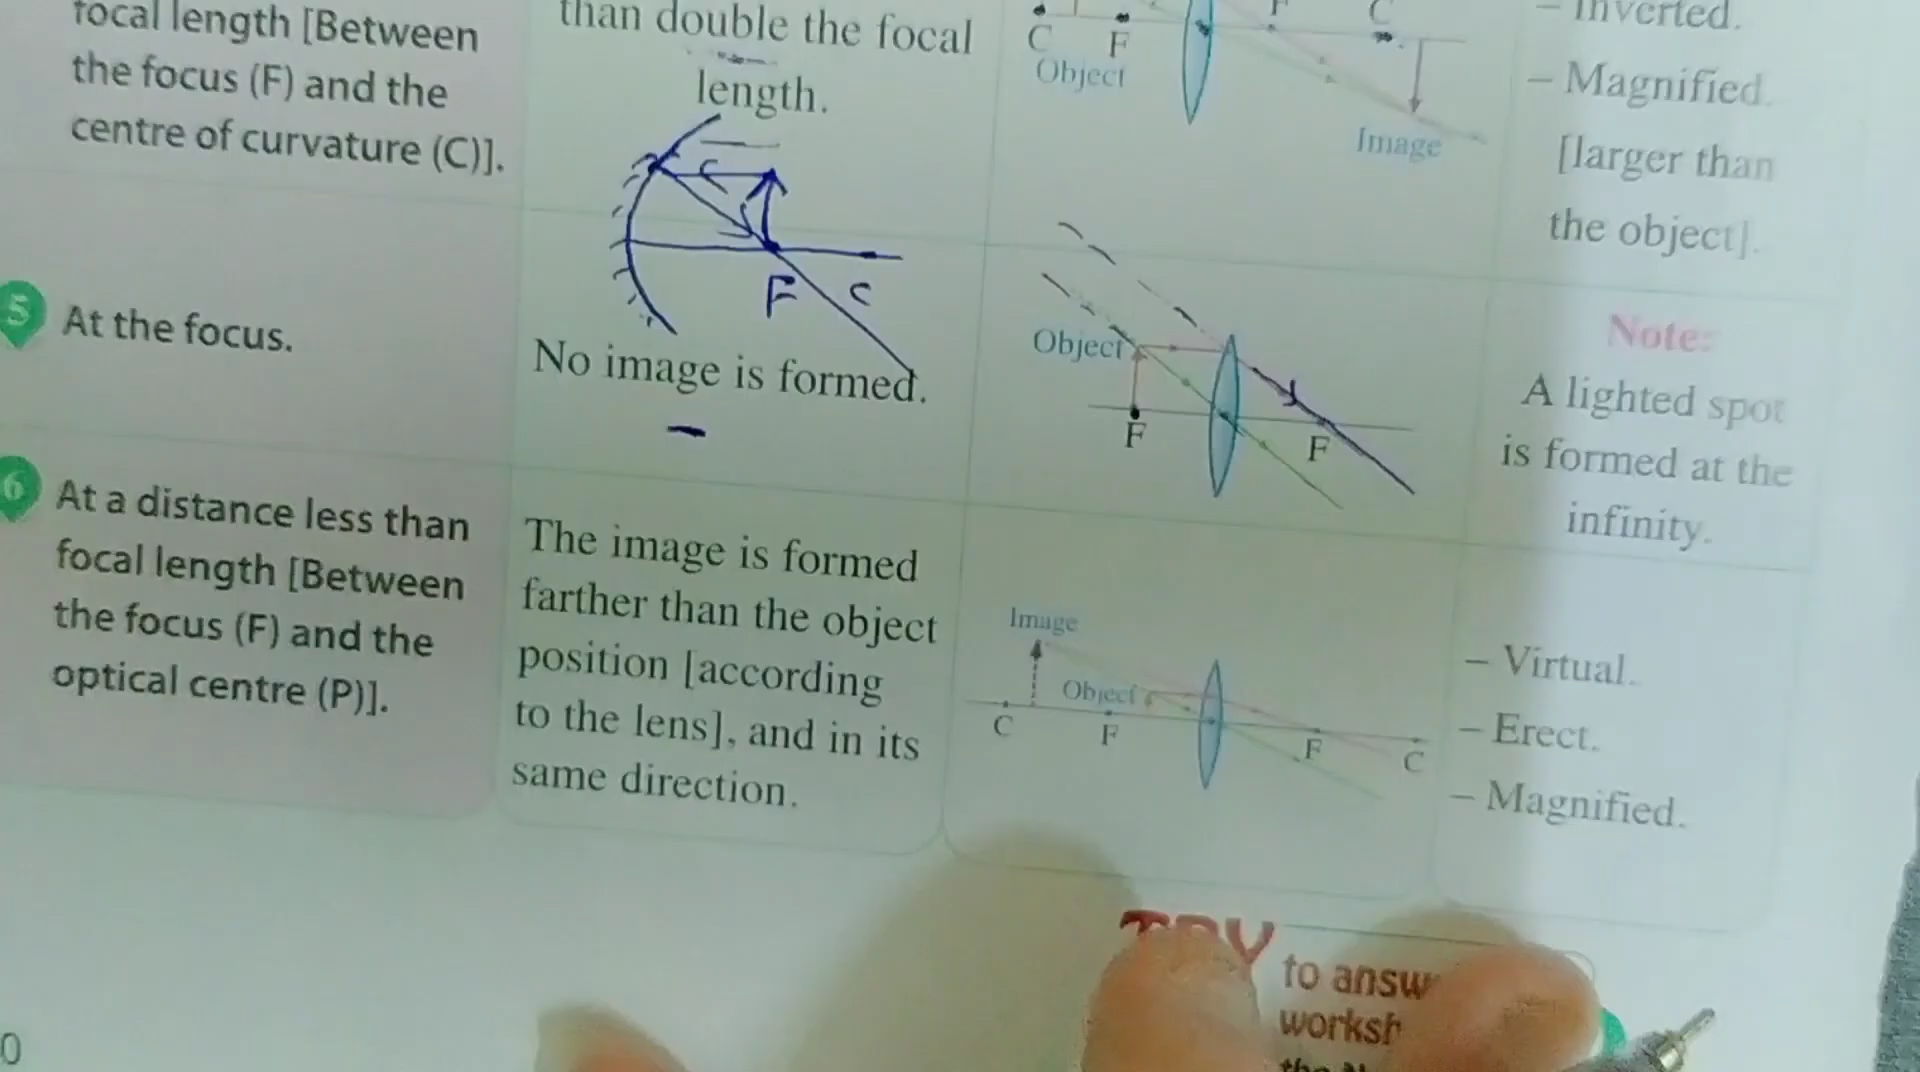 focal length [Between
the focus (F) and the
centre of curvature (C)].
than double the focal
length.
C
F
Object
F
C
Image
– Inverted.
– Magnified.
[larger than
the object].
F
C
5
At the focus.
No image is formed.
Object
F
F
Note:
A lighted spot
is formed at the
infinity.
6
At a distance less than
focal length [Between
the focus (F) and the
optical centre (P)].
The image is formed
farther than the object
position [according
to the lens], and in its
same direction.
Image
Object
C
F
F
C
– Virtual.
– Erect.
– Magnified.
TRY
to answ
worksh
0